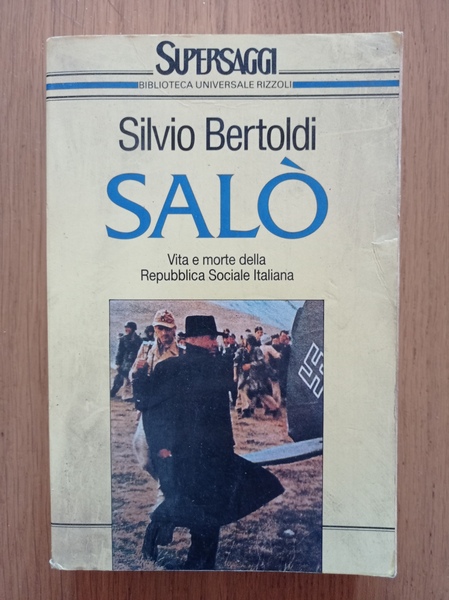 SUPERSAGGI
BIBLIOTECA UNIVERSALE RIZZOLI
Silvio Bertoldi
SALÒ
Vita e morte della
Repubblica Sociale Italiana